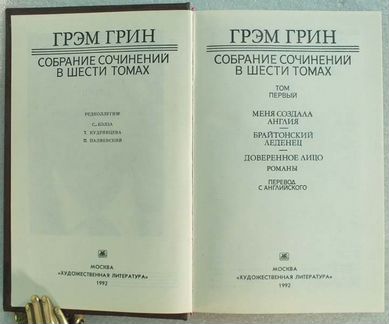 ГРЭМ ГРИН
СОБРАНИЕ СОЧИНЕНИЙ
В ШЕСТИ ТОМАХ
РЕДКОЛЛЕГИЯ
С. БЭЛЗА
Т. КУДРЯВЦЕВА
П. ПАЛИЕВСКИЙ
МОСКВА
«ХУДОЖЕСТВЕННАЯ ЛИТЕРАТУРА»
1992
ГРЭМ ГРИН
СОБРАНИЕ СОЧИНЕНИЙ
В ШЕСТИ ТОМАХ
ТОМ
ПЕРВЫЙ
МЕНЯ СОЗДАЛА
АНГЛИЯ
БРАЙТОНСКИЙ
ЛЕДЕНЕЦ
ДОВЕРЕННОЕ ЛИЦО
РОМАНЫ
ПЕРЕВОД
С АНГЛИЙСКОГО
МОСКВА
«ХУДОЖЕСТВЕННАЯ ЛИТЕРАТУРА»
1992